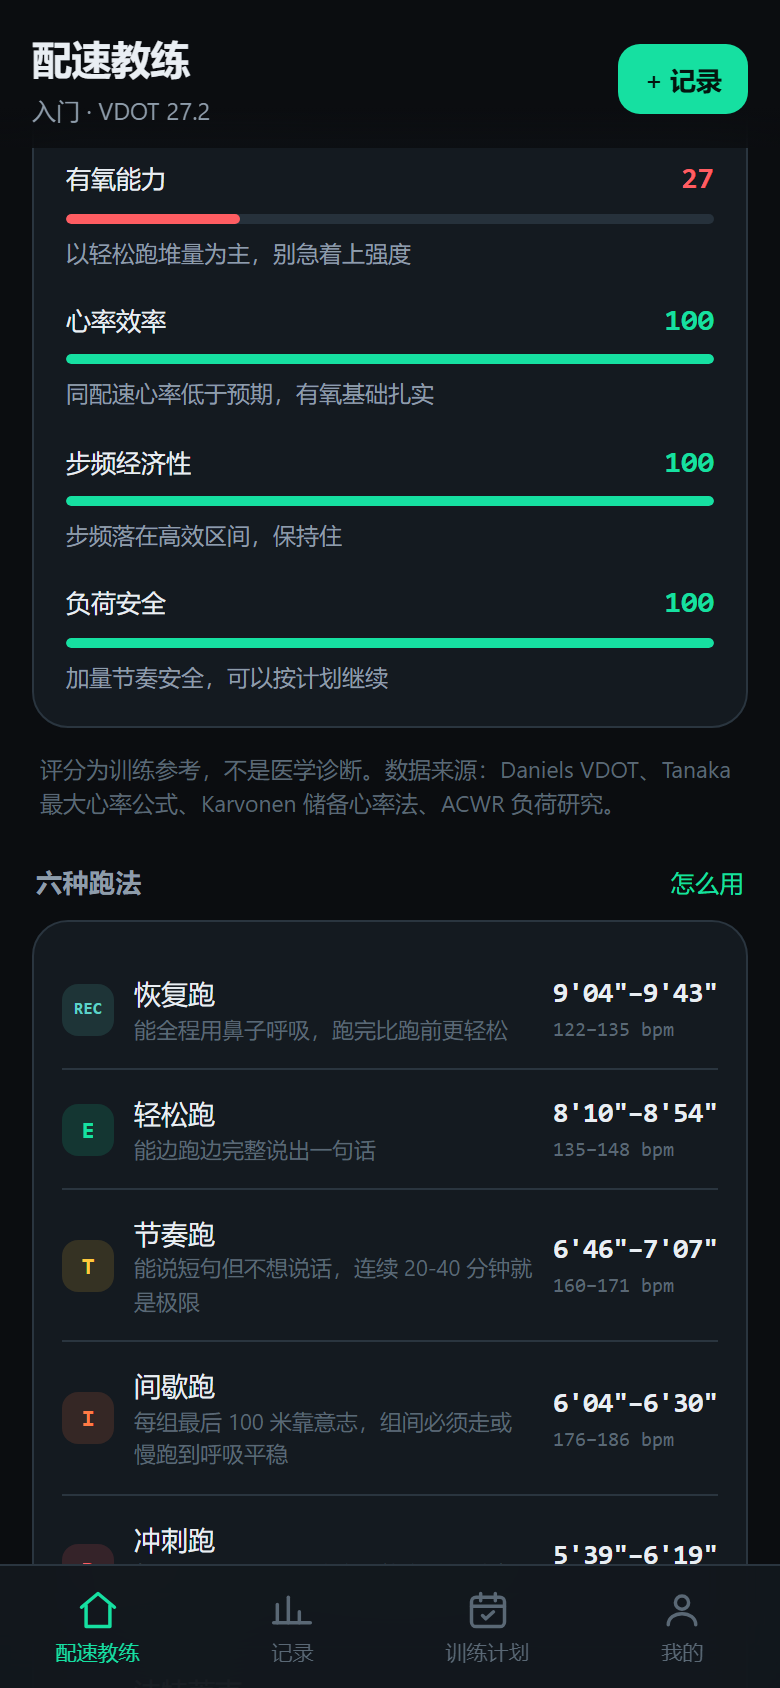 配速教练
入门 · VDOT 27.2
+ 记录
有氧能力 27
以轻松跑堆量为主，别急着上强度
心率效率 100
同配速心率低于预期，有氧基础扎实
步频经济性 100
步频落在高效区间，保持住
负荷安全 100
加量节奏安全，可以按计划继续
评分为训练参考，不是医学诊断。数据来源：Daniels VDOT、Tanaka
最大心率公式、Karvonen 储备心率法、ACWR 负荷研究。
六种跑法 怎么用
REC 恢复跑 9'04"–9'43"
能全程用鼻子呼吸，跑完比跑前更轻松 122–135 bpm
E 轻松跑 8'10"–8'54"
能边跑边完整说出一句话 135–148 bpm
T 节奏跑 6'46"–7'07"
能说短句但不想说话，连续 20-40 分钟就
是极限 160–171 bpm
I 间歇跑 6'04"–6'30"
每组最后 100 米靠意志，组间必须走或
慢跑到呼吸平稳 176–186 bpm
冲刺跑 5'39"–6'19"
配速教练 记录 训练计划 我的